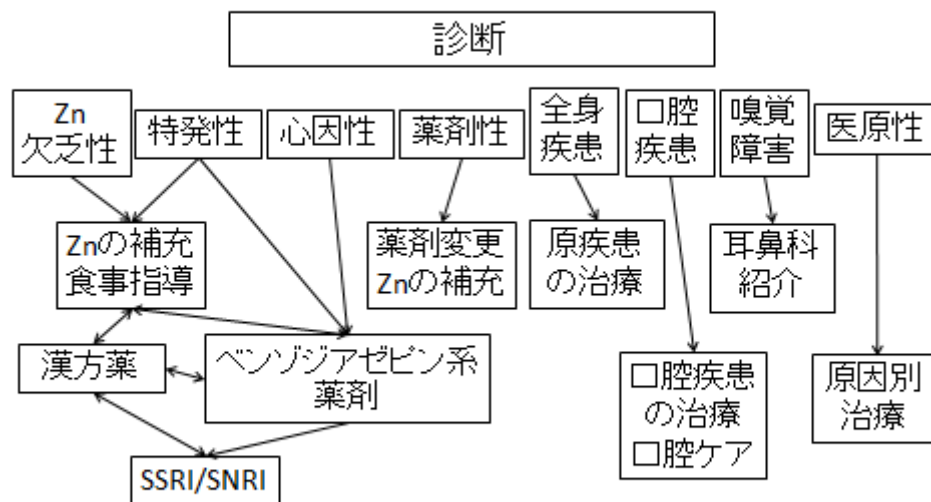 診断
Zn
欠乏性
特発性
心因性
薬剤性
全身
疾患
口腔
疾患
嗅覚
障害
医原性
Znの補充
食事指導
薬剤変更
Znの補充
原疾患
の治療
耳鼻科
紹介
漢方薬
ベンゾジアゼピン系
薬剤
口腔疾患
の治療
口腔ケア
原因別
治療
SSRI/SNRI